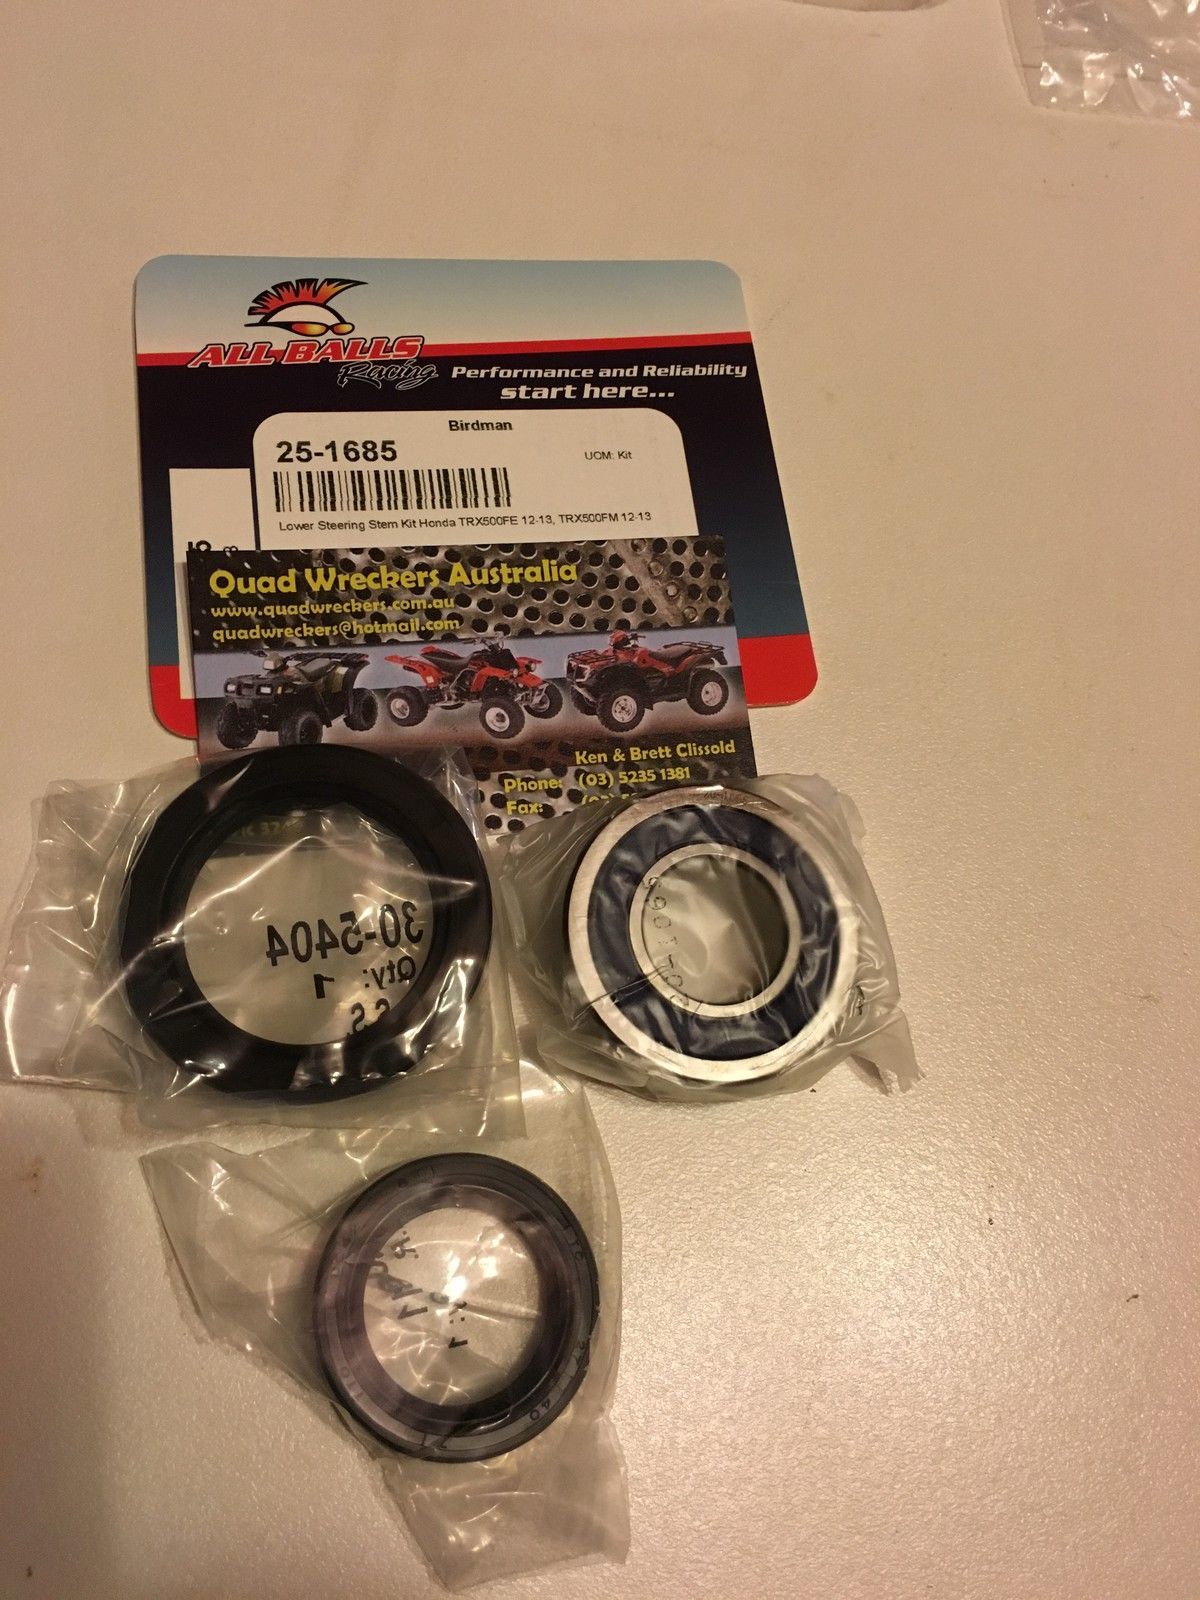 ALL BALLS
Racing
Performance and Reliability
start here...
Birdman
25-1685
UOM: Kit
Lower Steering Stem Kit Honda TRX500FE 12-13, TRX500FM 12-13
Quad Wreckers Australia
www.quadwreckers.com.au
quadwreckers@hotmail.com
Ken & Brett Clissold
Phone: (03) 5235 1381
Fax:
30-5404
Qty:
1